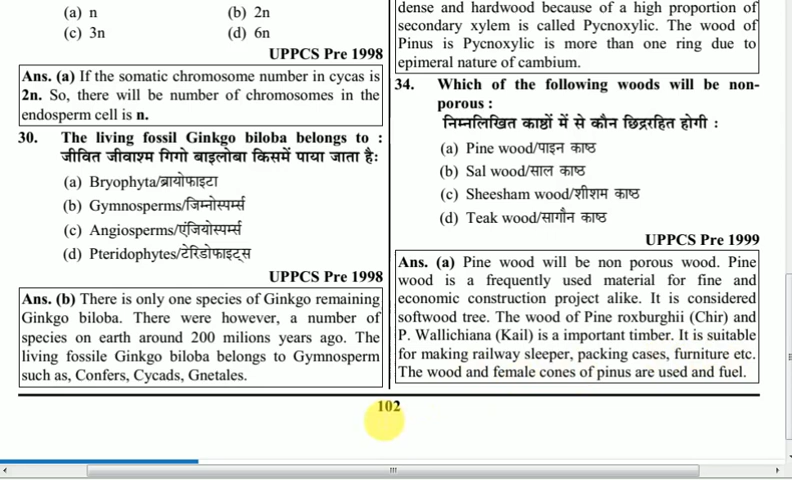 (a) n (b) 2n
(c) 3n (d) 6n
UPPCS Pre 1998
Ans. (a) If the somatic chromosome number in cycas is
2n. So, there will be number of chromosomes in the
endosperm cell is n.
30. The living fossil Ginkgo biloba belongs to :
जीवित जीवाश्म गिगो बाइलोबा किसमें पाया जाता है:
(a) Bryophyta/ब्रायोफाइटा
(b) Gymnosperms/जिम्नोस्पर्म्स
(c) Angiosperms/एंजियोस्पर्म्स
(d) Pteridophytes/टेरिडोफाइट्स
UPPCS Pre 1998
Ans. (b) There is only one species of Ginkgo remaining
Ginkgo biloba. There were however, a number of
species on earth around 200 milions years ago. The
living fossile Ginkgo biloba belongs to Gymnosperm
such as, Confers, Cycads, Gnetales.
dense and hardwood because of a high proportion of
secondary xylem is called Pycnoxylic. The wood of
Pinus is Pycnoxylic is more than one ring due to
epimeral nature of cambium.
34. Which of the following woods will be non-
porous :
निम्नलिखित काष्ठों में से कौन छिद्ररहित होगी :
(a) Pine wood/पाइन काष्ठ
(b) Sal wood/साल काष्ठ
(c) Sheesham wood/शीशम काष्ठ
(d) Teak wood/सागौन काष्ठ
UPPCS Pre 1999
Ans. (a) Pine wood will be non porous wood. Pine
wood is a frequently used material for fine and
economic construction project alike. It is considered
softwood tree. The wood of Pine roxburghii (Chir) and
P. Wallichiana (Kail) is a important timber. It is suitable
for making railway sleeper, packing cases, furniture etc.
The wood and female cones of pinus are used and fuel.
102